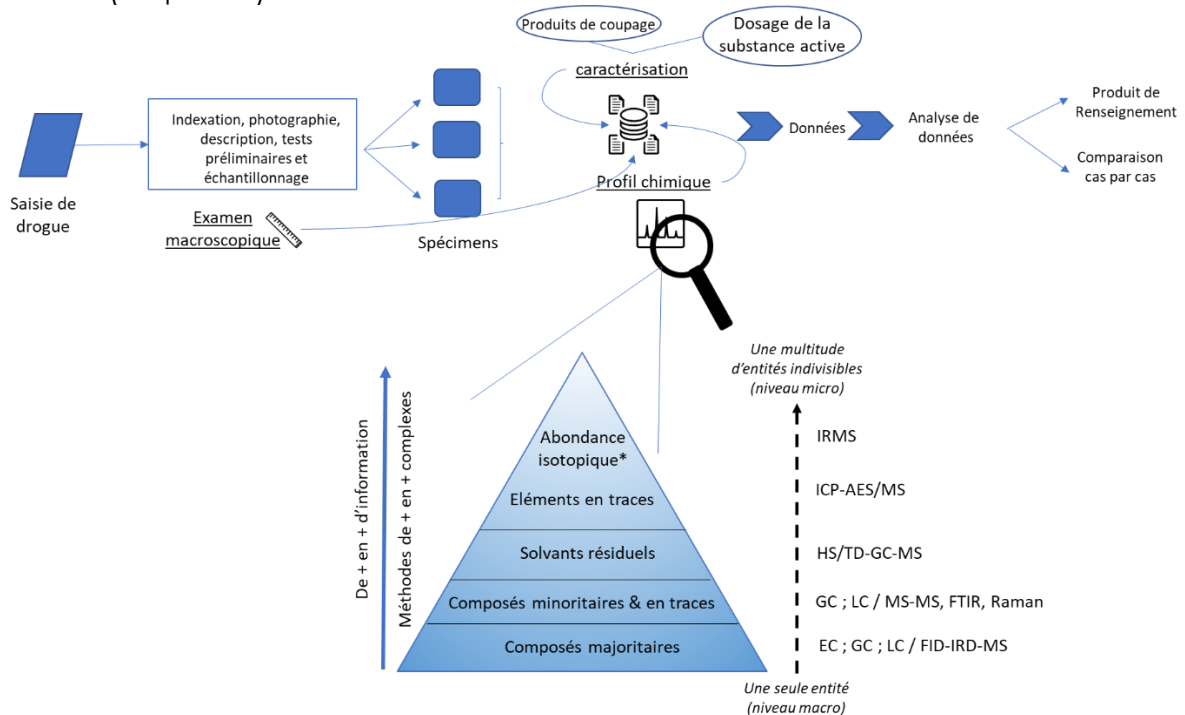 Produits de coupage
Dosage de la
substance active
caractérisation
Indexation, photographie,
description, tests
préliminaires et
échantillonnage
Saisie de
drogue
Examen
macroscopique
Spécimens
Profil chimique
Données
Analyse de
données
Produit de
Renseignement
Comparaison
cas par cas
De + en + d'information
Méthodes de + en + complexes
Abondance
isotopique*
Eléments en traces
Solvants résiduels
Composés minoritaires & en traces
Composés majoritaires
Une multitude
d'entités indivisibles
(niveau micro)
IRMS
ICP-AES/MS
HS/TD-GC-MS
GC ; LC / MS-MS, FTIR, Raman
EC ; GC ; LC / FID-IRD-MS
Une seule entité
(niveau macro)